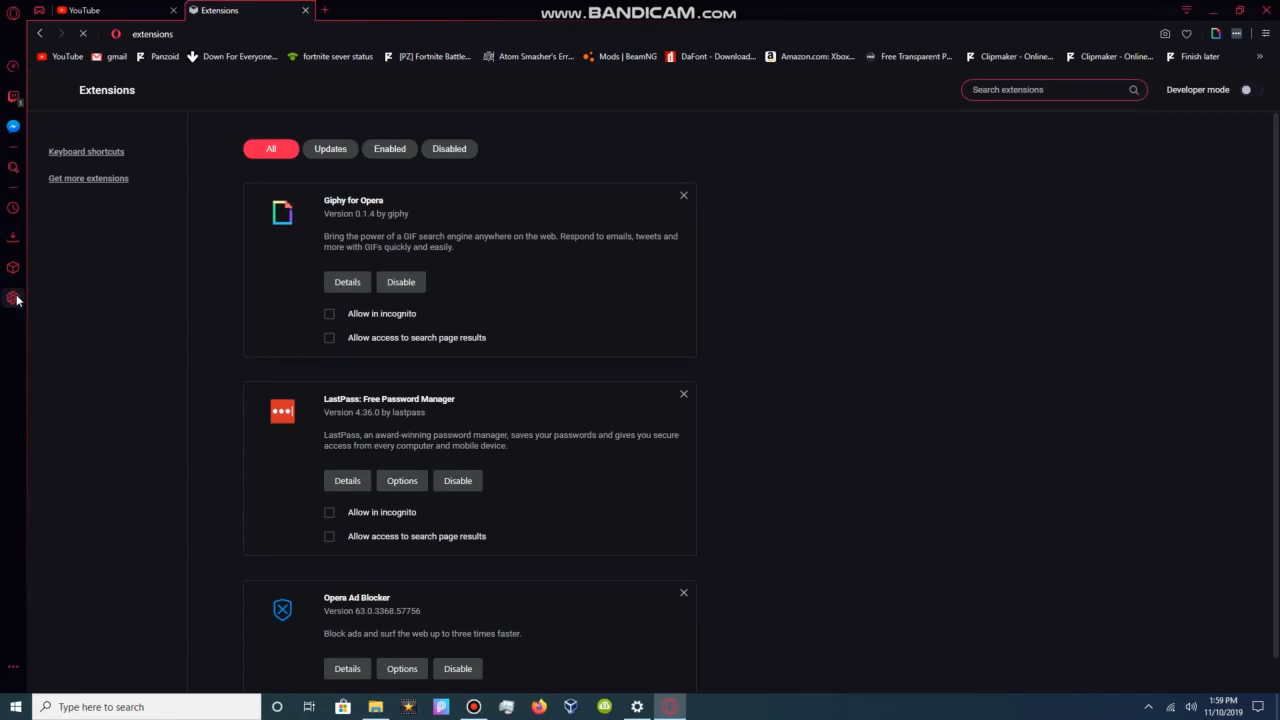 YouTube
Extensions
www.BANDICAM.com
extensions
YouTube
gmail
Panzoid
Down For Everyone...
fortnite sever status
[PZ] Fortnite Battle...
Atom Smasher's Err...
Mods | BeamNG
DaFont - Download...
Amazon.com: Xbox...
Free Transparent P...
Clipmaker - Online...
Clipmaker - Online...
Finish later
Extensions
Search extensions
Developer mode
1
Keyboard shortcuts
Get more extensions
All
Updates
Enabled
Disabled
Giphy for Opera
Version 0.1.4 by giphy
Bring the power of a GIF search engine anywhere on the web. Respond to emails, tweets and
more with GIFs quickly and easily.
Details
Disable
Allow in incognito
Allow access to search page results
LastPass: Free Password Manager
Version 4.36.0 by lastpass
LastPass, an award-winning password manager, saves your passwords and gives you secure
access from every computer and mobile device.
Details
Options
Disable
Allow in incognito
Allow access to search page results
Opera Ad Blocker
Version 63.0.3368.57756
Block ads and surf the web up to three times faster.
Details
Options
Disable
Type here to search
1:59 PM
11/10/2019